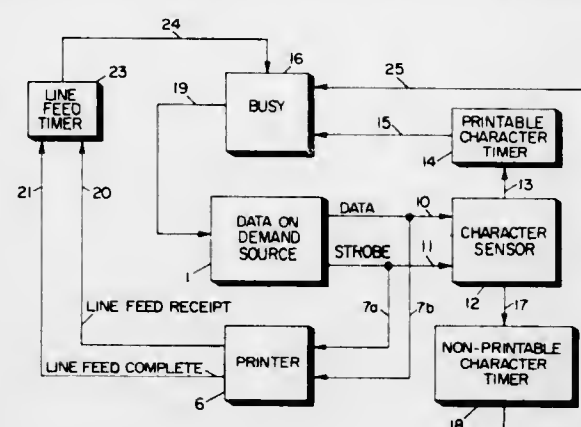 24
23
LINE
FEED
TIMER
16
BUSY
19
25
15
PRINTABLE
CHARACTER
TIMER
14
13
21
20
DATA ON
DEMAND
SOURCE
1
DATA
10
STROBE
11
CHARACTER
SENSOR
12
17
7a
7b
LINE FEED RECEIPT
LINE FEED COMPLETE
PRINTER
6
NON-PRINTABLE
CHARACTER
TIMER
18